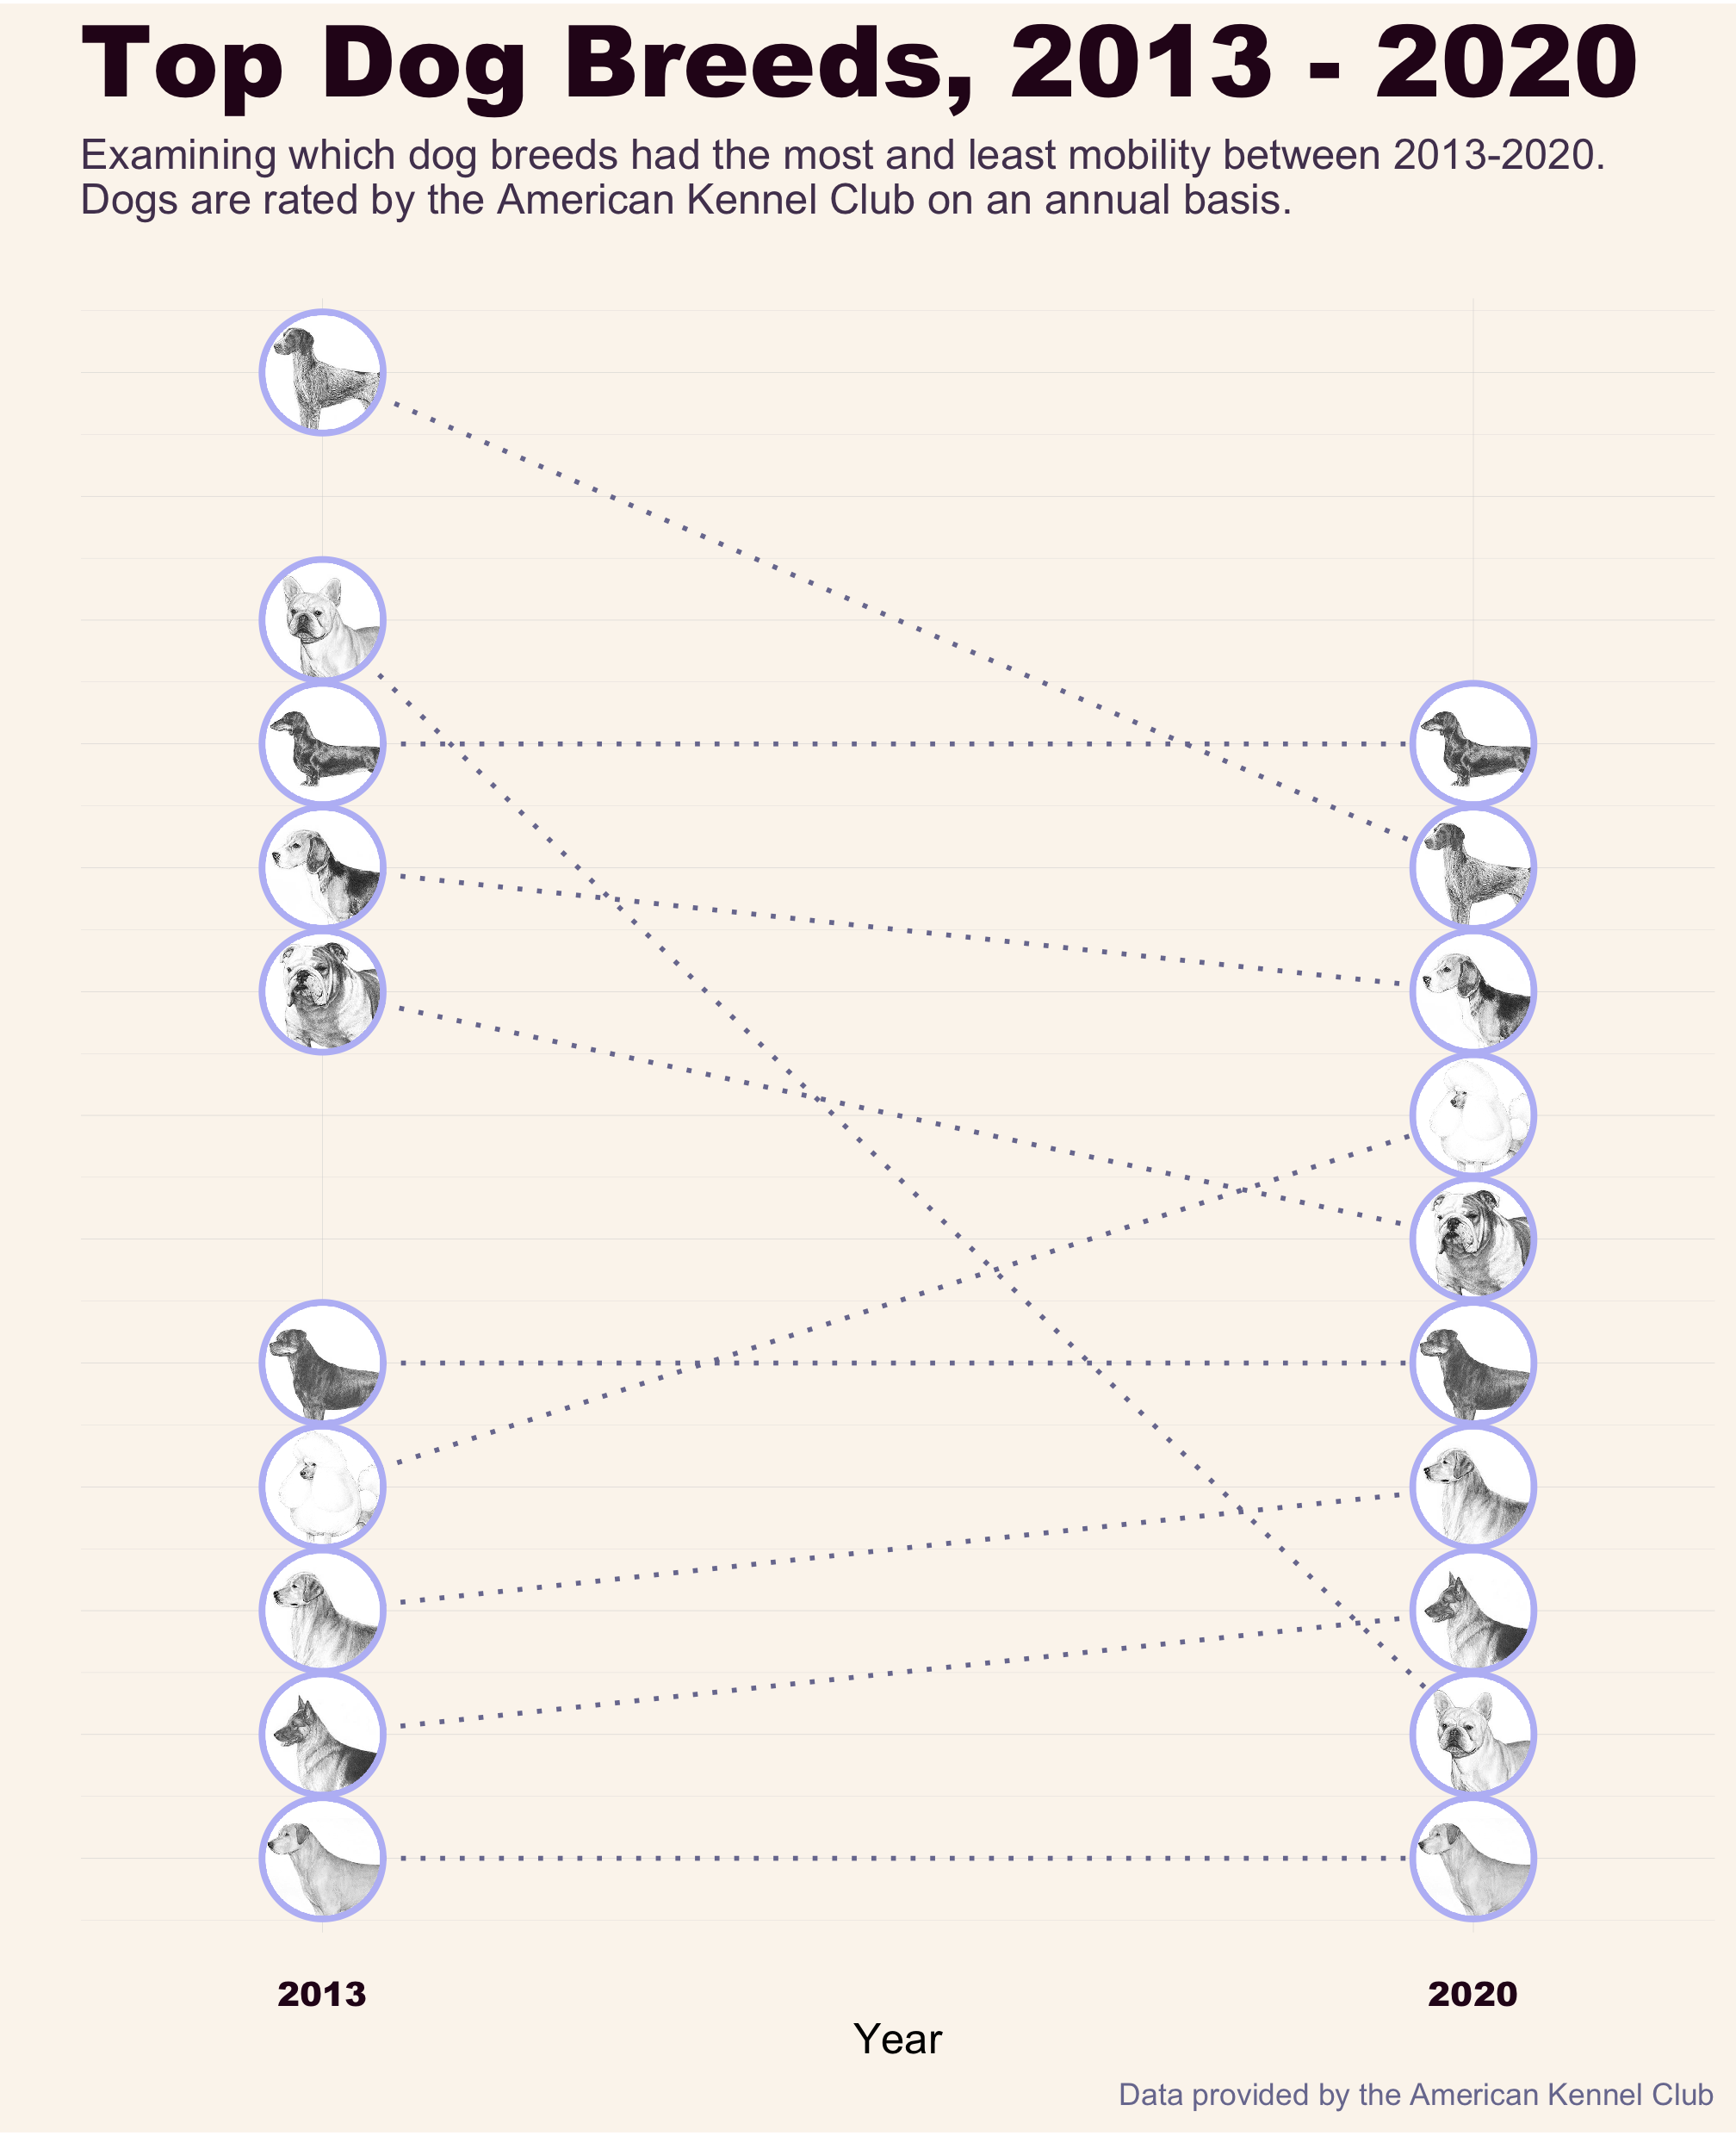 Top Dog Breeds, 2013 - 2020
Examining which dog breeds had the most and least mobility between 2013-2020.
Dogs are rated by the American Kennel Club on an annual basis.
2013
2020
Year
Data provided by the American Kennel Club